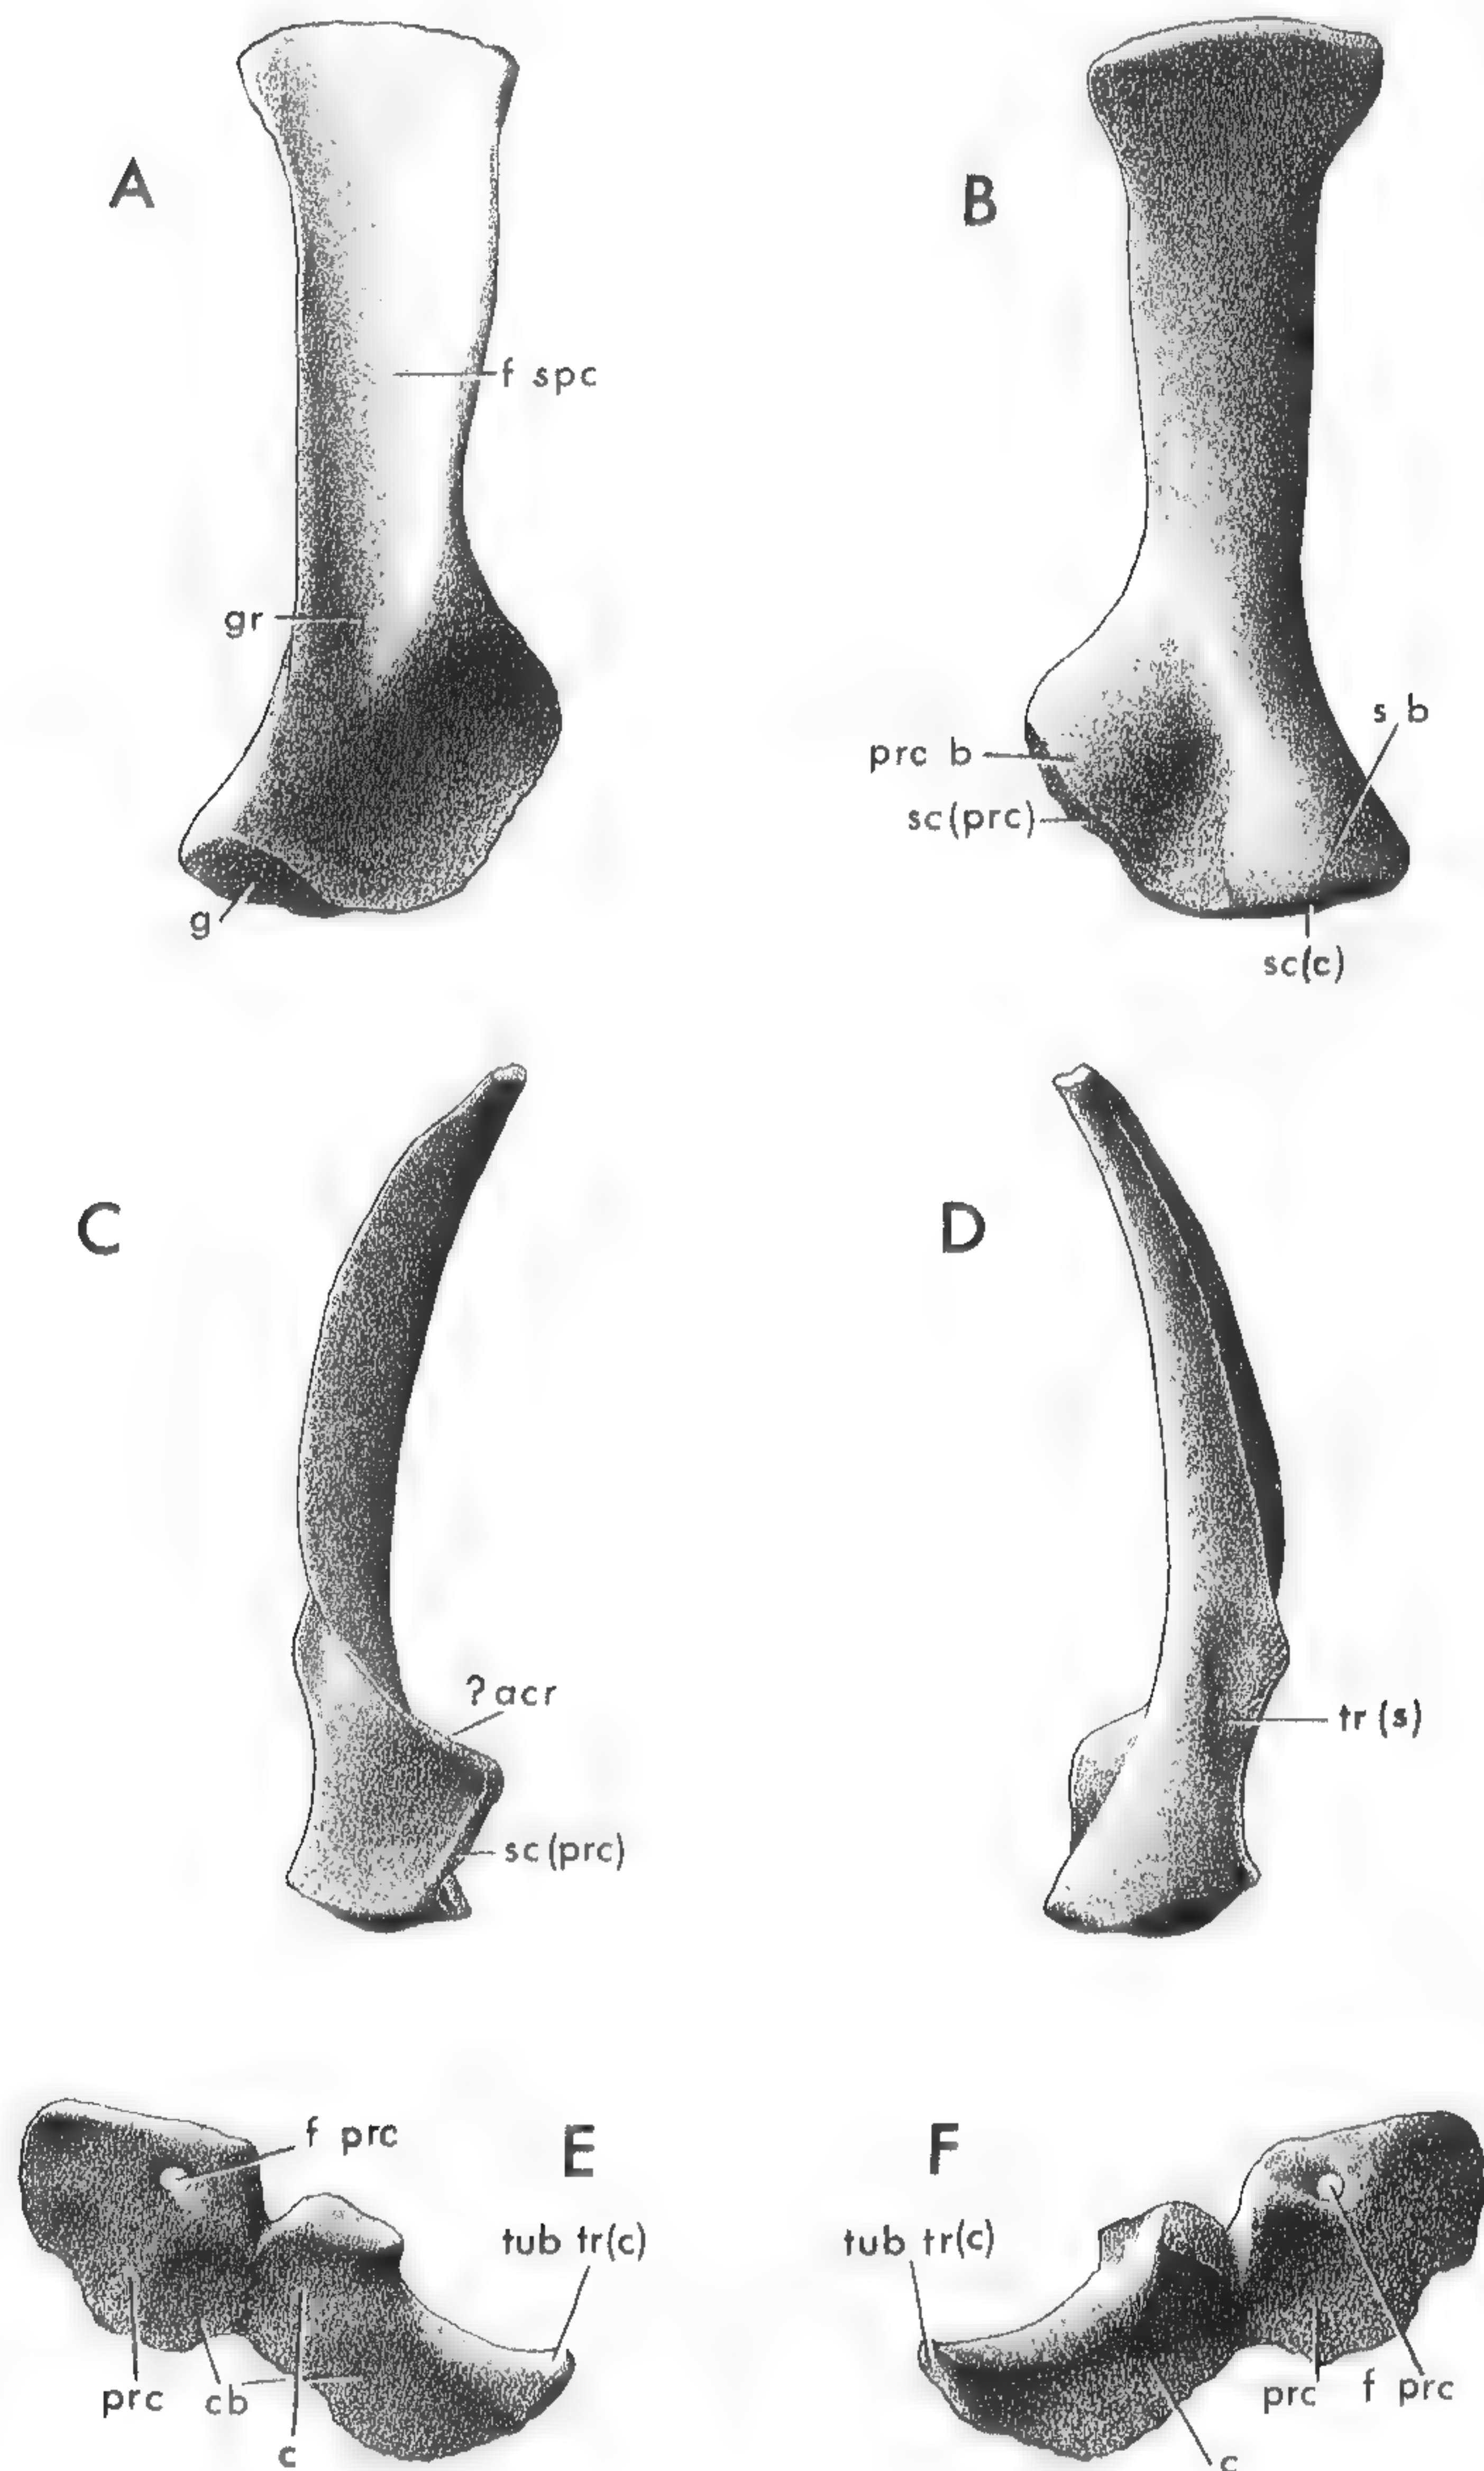 A
B
f spc
gr
s b
prc b
sc(prc)
g
sc(c)
C
D
?acr
tr(s)
sc(prc)
E
F
f prc
tub tr(c)
tub tr(c)
prc
cb
c
prc
f prc
c